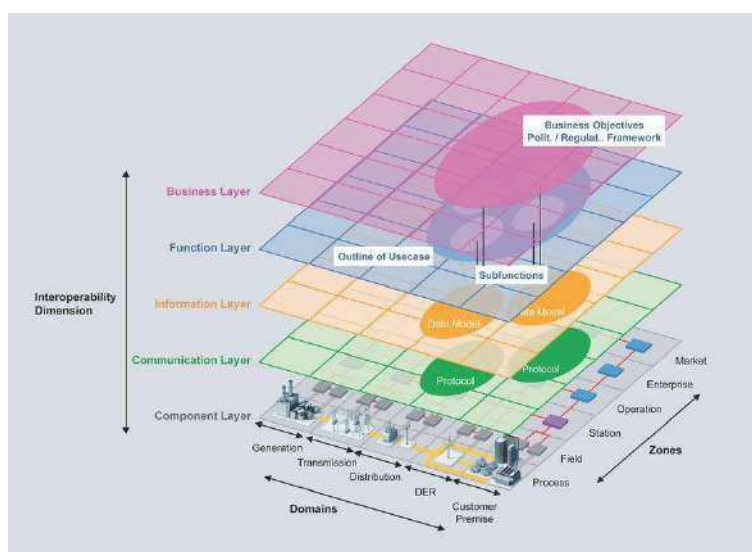 Business Objectives
Polit. / Regulat.. Framework
Business Layer
Function Layer
Outline of Usecase
Subfunctions
Interoperability
Dimension
Information Layer
Data Model
Data Model
Communication Layer
Protocol
Protocol
Component Layer
Market
Enterprise
Operation
Station
Field
Process
Zones
Generation
Transmission
Distribution
DER
Customer
Premise
Domains